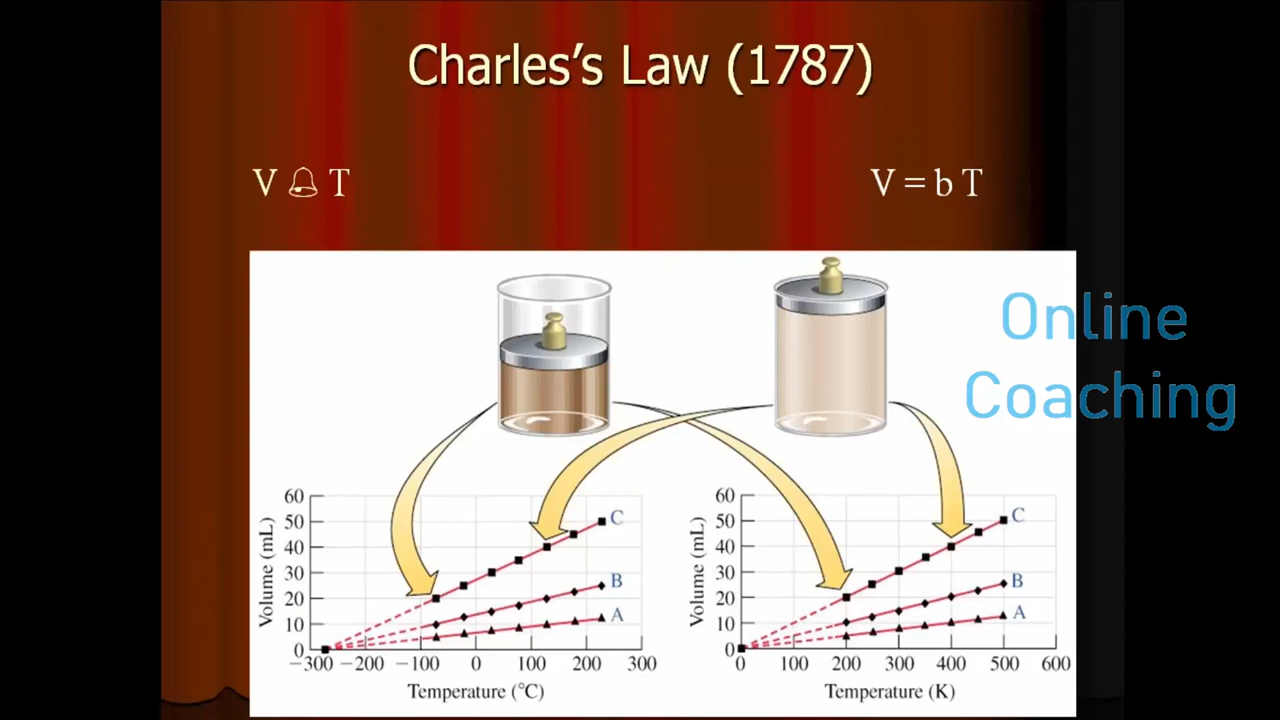 Charles's Law (1787)
V 🔔 T
V = b T
Online
Coaching
60
50
40
30
20
10
0
Volume (mL)
C
B
A
−300 −200 −100 0 100 200 300
Temperature (°C)
60
50
40
30
20
10
0
Volume (mL)
C
B
A
0 100 200 300 400 500 600
Temperature (K)